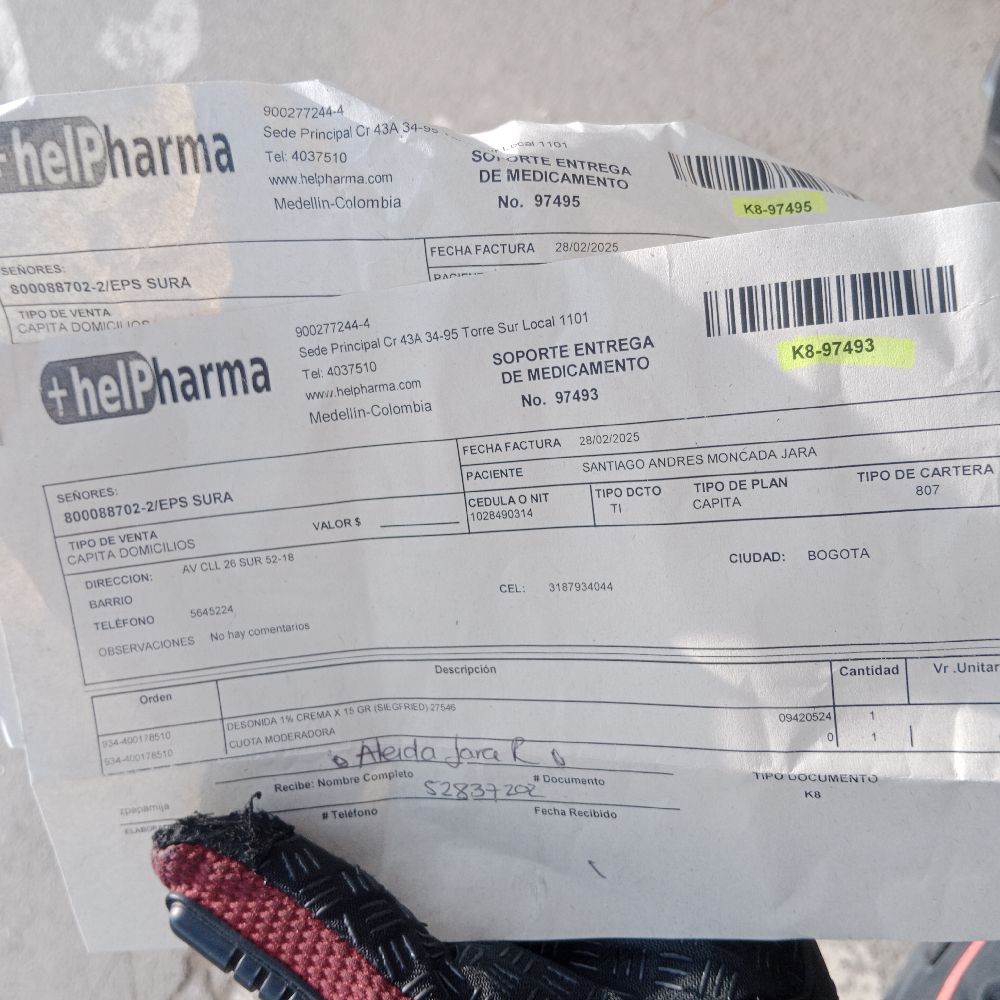 +helPharma
900277244-4
Sede Principal Cr 43A 34-95
Local 1101
Tel: 4037510
www.helpharma.com
Medellin-Colombia
SOPORTE ENTREGA
DE MEDICAMENTO
No. 97495
K8-97495
SEÑORES:
800088702-2/EPS SURA
FECHA FACTURA 28/02/2025
TIPO DE VENTA
CAPITA DOMICILIOS
+helPharma
900277244-4
Sede Principal Cr 43A 34-95 Torre Sur Local 1101
Tel: 4037510
www.helpharma.com
Medellin-Colombia
SOPORTE ENTREGA
DE MEDICAMENTO
No. 97493
K8-97493
SEÑORES:
800088702-2/EPS SURA
FECHA FACTURA 28/02/2025
PACIENTE SANTIAGO ANDRES MONCADA JARA
CEDULA O NIT
1028490314
TIPO DCTO
TI
TIPO DE PLAN
CAPITA
TIPO DE CARTERA
807
TIPO DE VENTA
CAPITA DOMICILIOS
VALOR $
DIRECCION: AV CLL 26 SUR 52-18
CIUDAD: BOGOTA
BARRIO
CEL: 3187934044
TELÉFONO 5645224
OBSERVACIONES No hay comentarios
Orden Descripción Cantidad Vr .Unitar
934-400178510 DESONIDA 1% CREMA X 15 GR (SIEGFRIED)-27546 09420524 1
934-400178510 CUOTA MODERADORA 0 1
Aleida Jara R
Recibe: Nombre Completo # Documento
52837202
# Teléfono Fecha Recibido
TIPO DOCUMENTO
K8
zpepamija